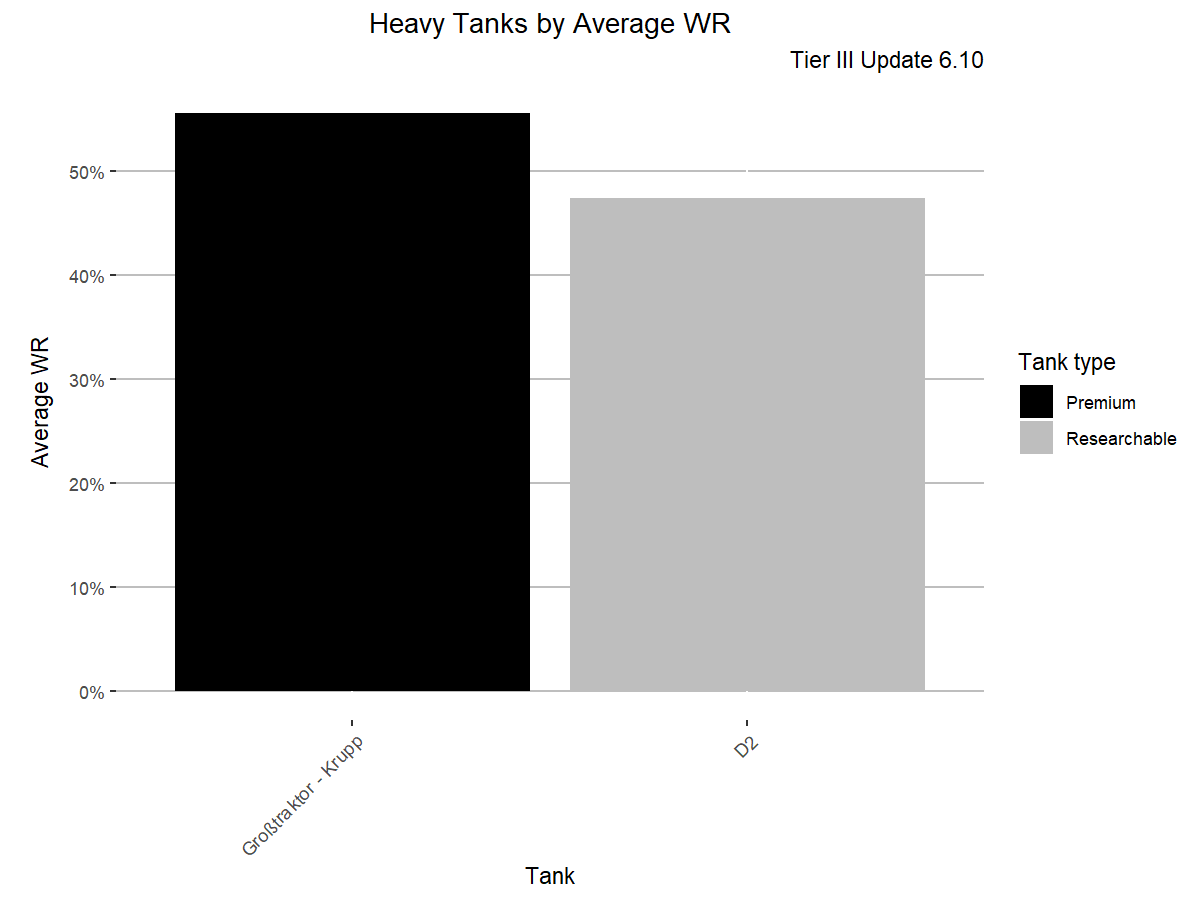 Heavy Tanks by Average WR
Tier III Update 6.10
50%
40%
30%
20%
10%
0%
Average WR
Großtraktor - Krupp
D2
Tank
Tank type
Premium
Researchable